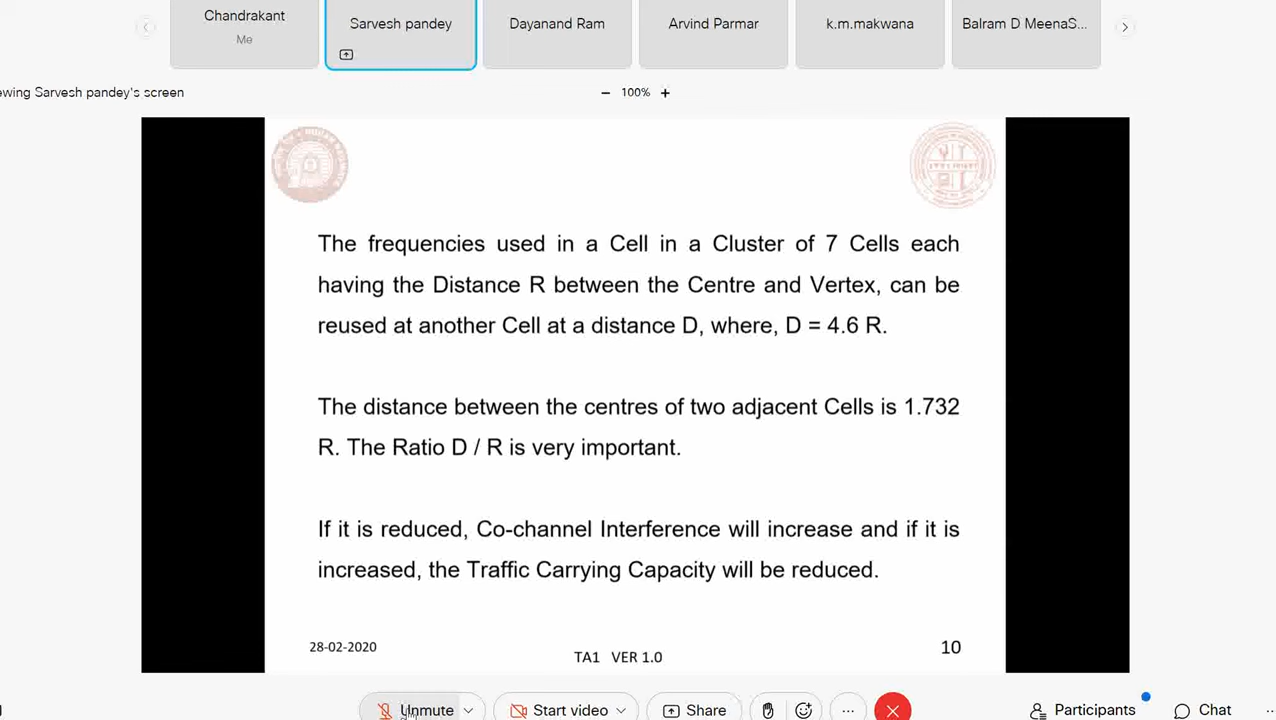 Chandrakant
Me
Sarvesh pandey
Dayanand Ram
Arvind Parmar
k.m.makwana
Balram D MeenaS...
ewing Sarvesh pandey's screen
100%
The frequencies used in a Cell in a Cluster of 7 Cells each
having the Distance R between the Centre and Vertex, can be
reused at another Cell at a distance D, where, D = 4.6 R.
The distance between the centres of two adjacent Cells is 1.732
R. The Ratio D / R is very important.
If it is reduced, Co-channel Interference will increase and if it is
increased, the Traffic Carrying Capacity will be reduced.
28-02-2020
TA1 VER 1.0
10
Unmute
Start video
Share
...
Participants
Chat